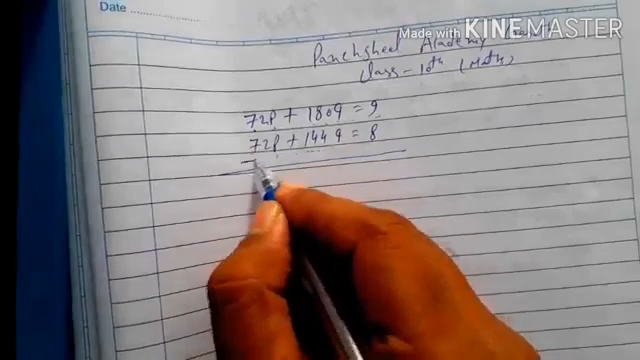 Date
Made with KINEMASTER
Panchsheel Academy
Class - 10th (Math)
72p + 180q = 9
72p + 144q = 8